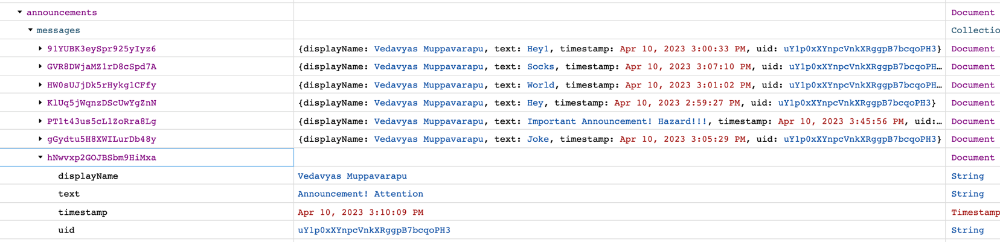 announcements Document
messages Collectio
91YUBK3eySpr925yIyz6 {displayName: Vedavyas Muppavarapu, text: Hey1, timestamp: Apr 10, 2023 3:00:33 PM, uid: uY1p0xXYnpcVnkXRggpB7bcqoPH3} Document
GVR8DWjaMZ1rD8cSpd7A {displayName: Vedavyas Muppavarapu, text: Socks, timestamp: Apr 10, 2023 3:07:10 PM, uid: uY1p0xXYnpcVnkXRggpB7bcqoPH… Document
HW0sUJjDk5rHykg1CFfy {displayName: Vedavyas Muppavarapu, text: World, timestamp: Apr 10, 2023 3:01:02 PM, uid: uY1p0xXYnpcVnkXRggpB7bcqoPH… Document
KlUq5jWqnzDScUwYgZnN {displayName: Vedavyas Muppavarapu, text: Hey, timestamp: Apr 10, 2023 2:59:27 PM, uid: uY1p0xXYnpcVnkXRggpB7bcqoPH3} Document
PT1t43us5cL1ZoRra8Lg {displayName: Vedavyas Muppavarapu, text: Important Announcement! Hazard!!!, timestamp: Apr 10, 2023 3:45:56 PM, uid:… Document
gGydtu5H8XWILurDb48y {displayName: Vedavyas Muppavarapu, text: Joke, timestamp: Apr 10, 2023 3:05:29 PM, uid: uY1p0xXYnpcVnkXRggpB7bcqoPH3} Document
hNwvxp2GOJBSbm9HiMxa Document
displayName Vedavyas Muppavarapu String
text Announcement! Attention String
timestamp Apr 10, 2023 3:10:09 PM Timestamp
uid uY1p0xXYnpcVnkXRggpB7bcqoPH3 String